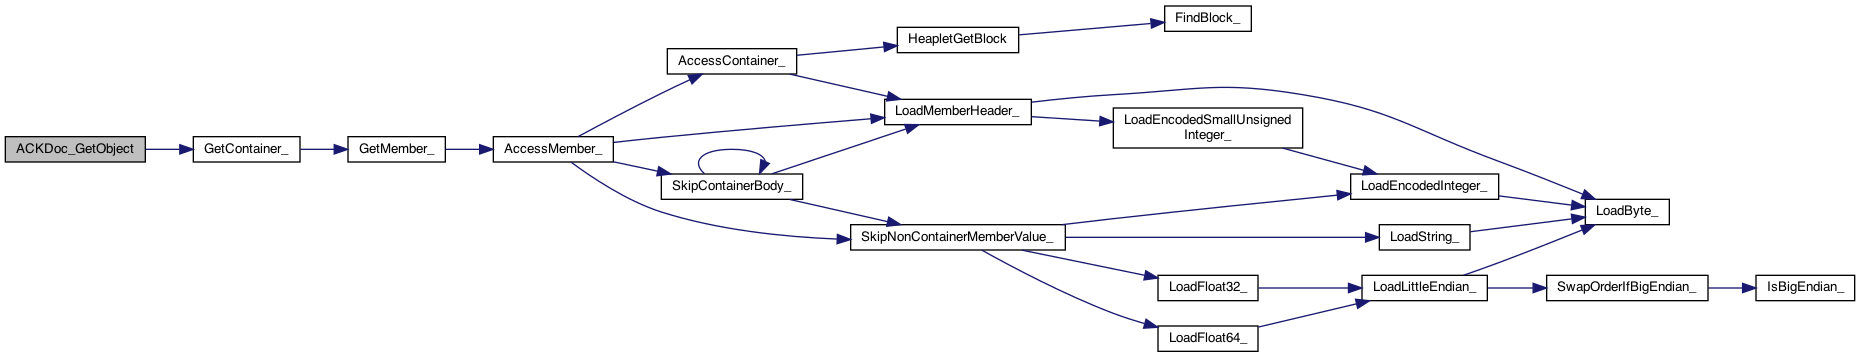 ACKDoc_GetObject
GetContainer_
GetMember_
AccessMember_
AccessContainer_
SkipContainerBody_
HeapletGetBlock
LoadMemberHeader_
SkipNonContainerMemberValue_
FindBlock_
LoadEncodedSmallUnsigned
Integer_
LoadFloat32_
LoadFloat64_
LoadEncodedInteger_
LoadString_
LoadLittleEndian_
LoadByte_
SwapOrderIfBigEndian_
IsBigEndian_